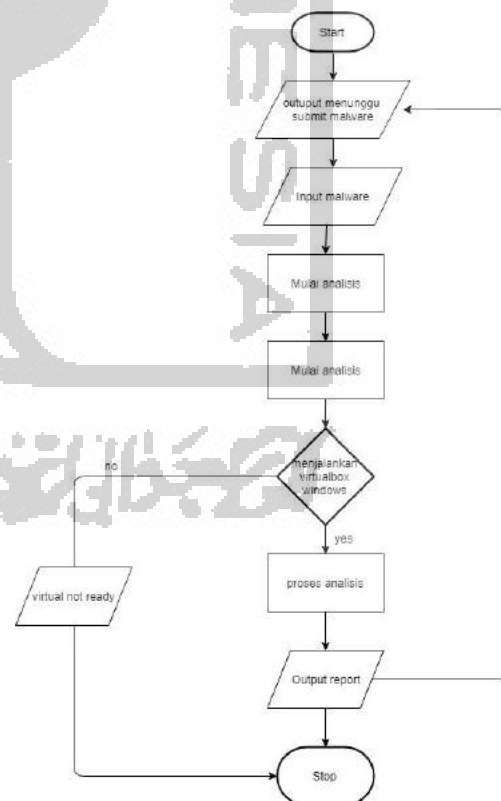 Start
outuput menunggu
submit malware
Input malware
Mulai analisis
Mulai analisis
menjalankan
virtualbox
windows
no
yes
virtual not ready
proses analisis
Output report
Stop